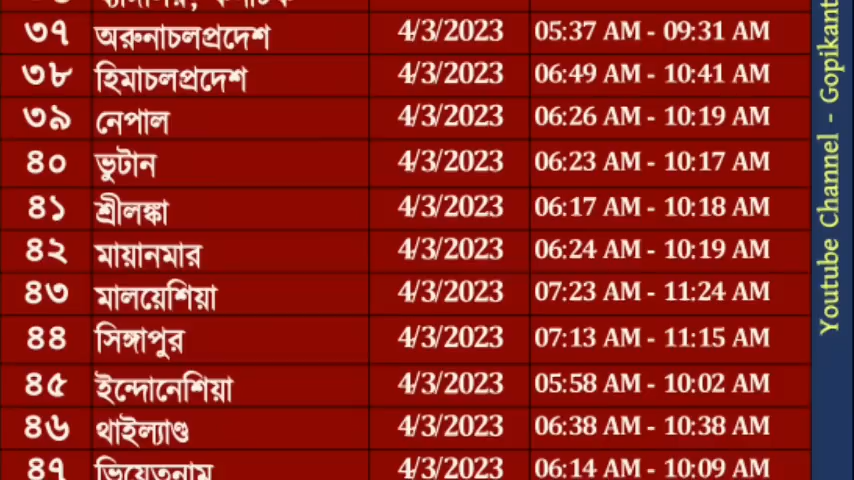 ৩৭ অরুনাচলপ্রদেশ 4/3/2023 05:37 AM - 09:31 AM
৩৮ হিমাচলপ্রদেশ 4/3/2023 06:49 AM - 10:41 AM
৩৯ নেপাল 4/3/2023 06:26 AM - 10:19 AM
৪০ ভুটান 4/3/2023 06:23 AM - 10:17 AM
৪১ শ্রীলঙ্কা 4/3/2023 06:17 AM - 10:18 AM
৪২ মায়ানমার 4/3/2023 06:24 AM - 10:19 AM
৪৩ মালয়েশিয়া 4/3/2023 07:23 AM - 11:24 AM
৪৪ সিঙ্গাপুর 4/3/2023 07:13 AM - 11:15 AM
৪৫ ইন্দোনেশিয়া 4/3/2023 05:58 AM - 10:02 AM
৪৬ থাইল্যাণ্ড 4/3/2023 06:38 AM - 10:38 AM
৪৭ ভিয়েতনাম 4/3/2023 06:14 AM - 10:09 AM
Youtube Channel - Gopikant